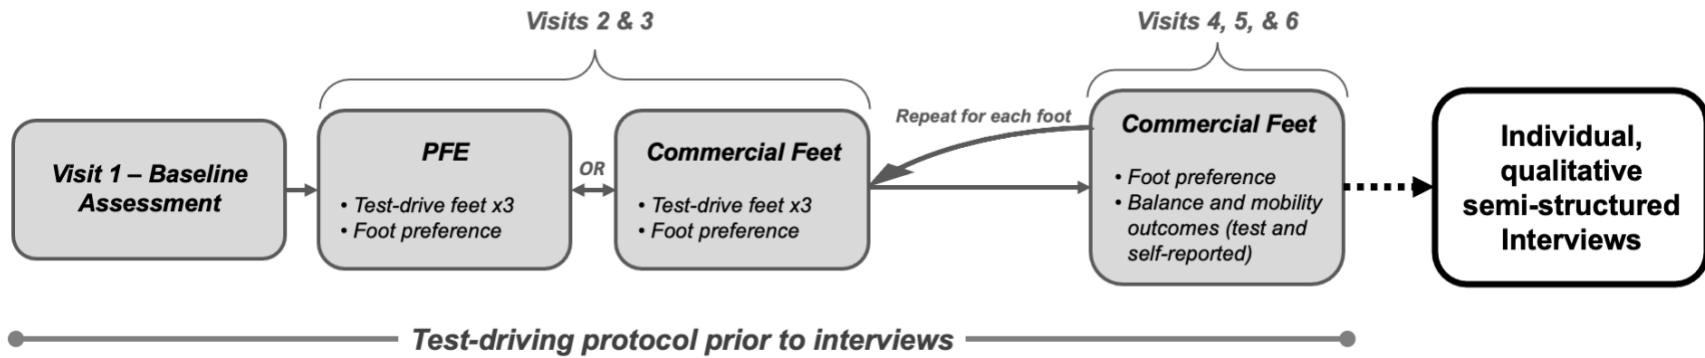 Visits 2 & 3
Visits 4, 5, & 6
Visit 1 – Baseline
Assessment
PFE
• Test-drive feet x3
• Foot preference
OR
Commercial Feet
• Test-drive feet x3
• Foot preference
Repeat for each foot
Commercial Feet
• Foot preference
• Balance and mobility
outcomes (test and
self-reported)
Individual,
qualitative
semi-structured
Interviews
Test-driving protocol prior to interviews